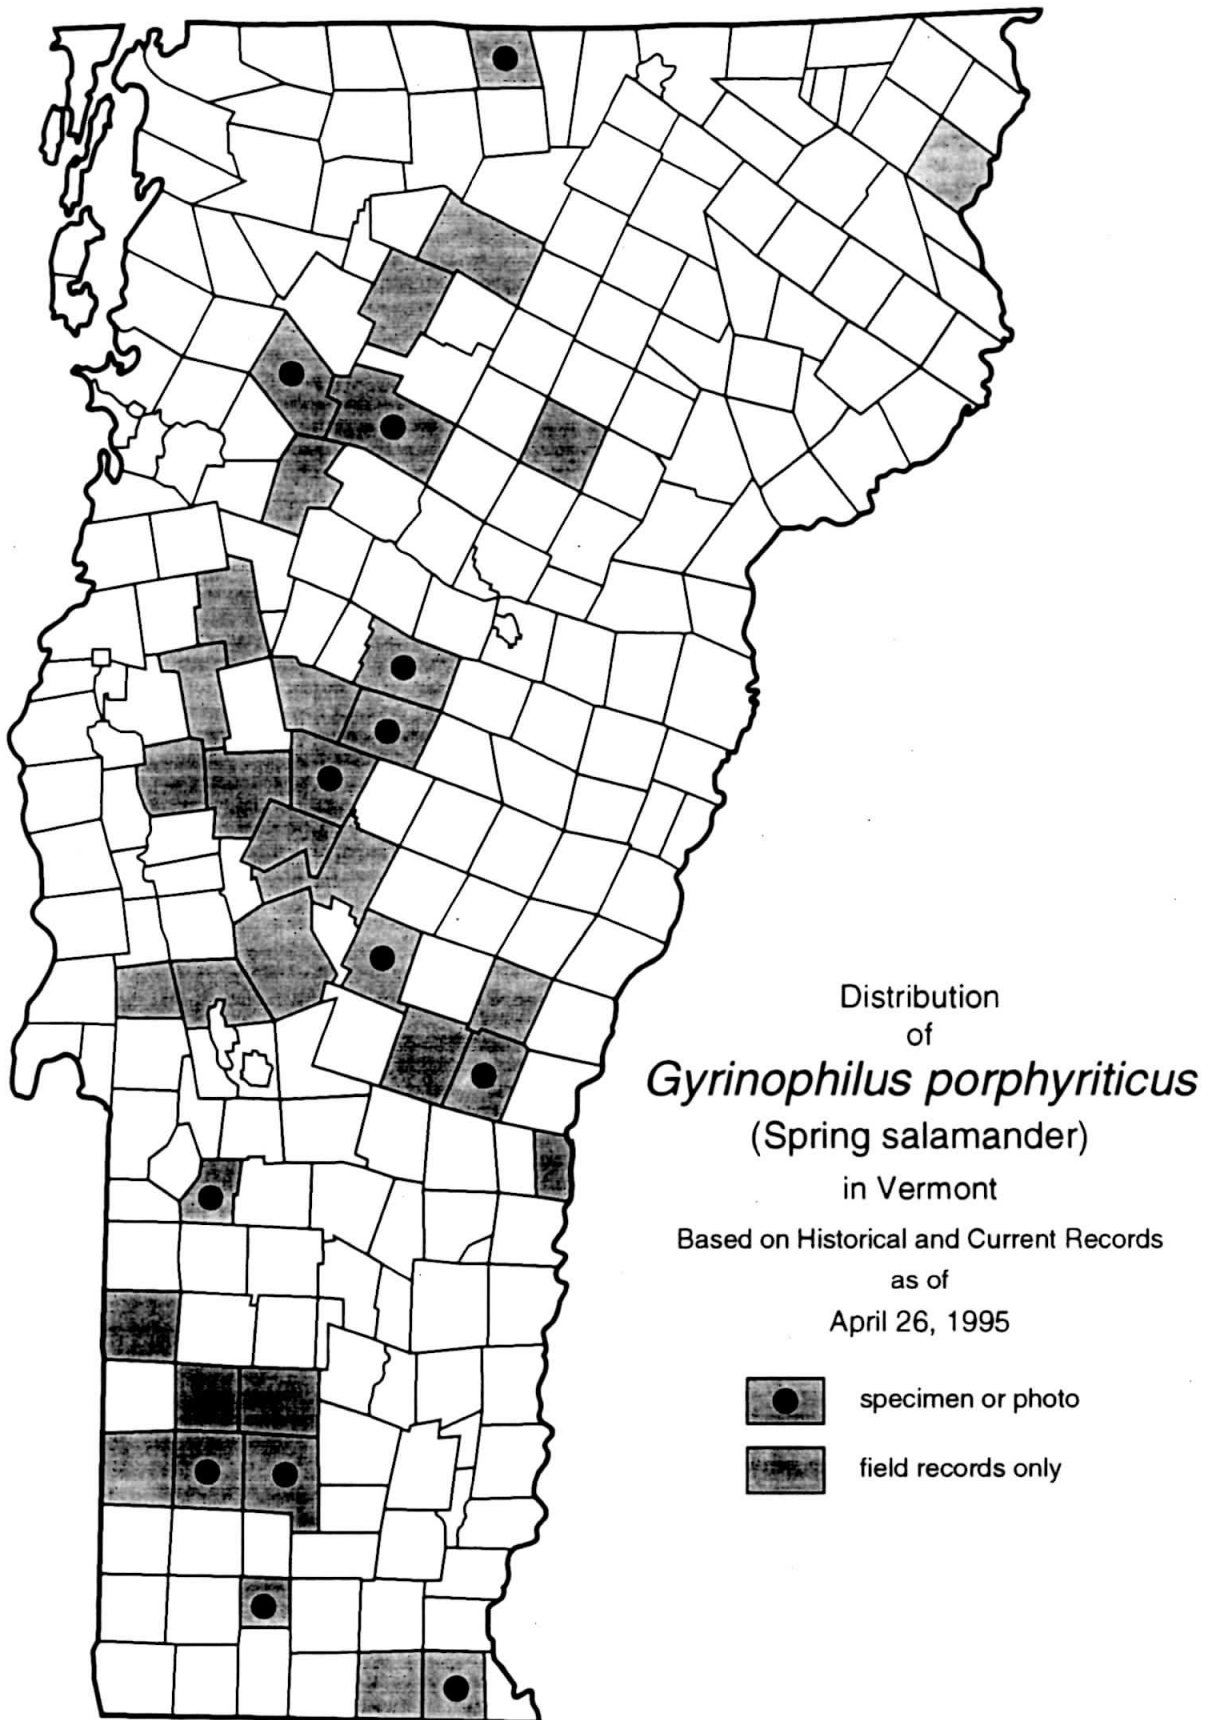 Distribution
of
Gyrinophilus porphyriticus
(Spring salamander)
in Vermont
Based on Historical and Current Records
as of
April 26, 1995
specimen or photo
field records only